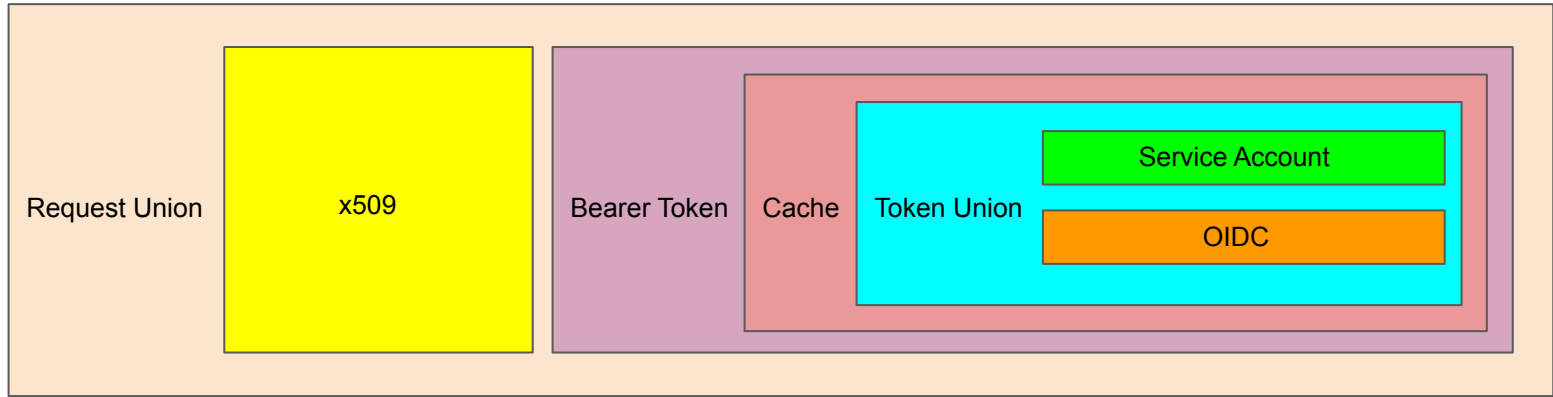 Request Union
x509
Bearer Token
Cache
Token Union
Service Account
OIDC